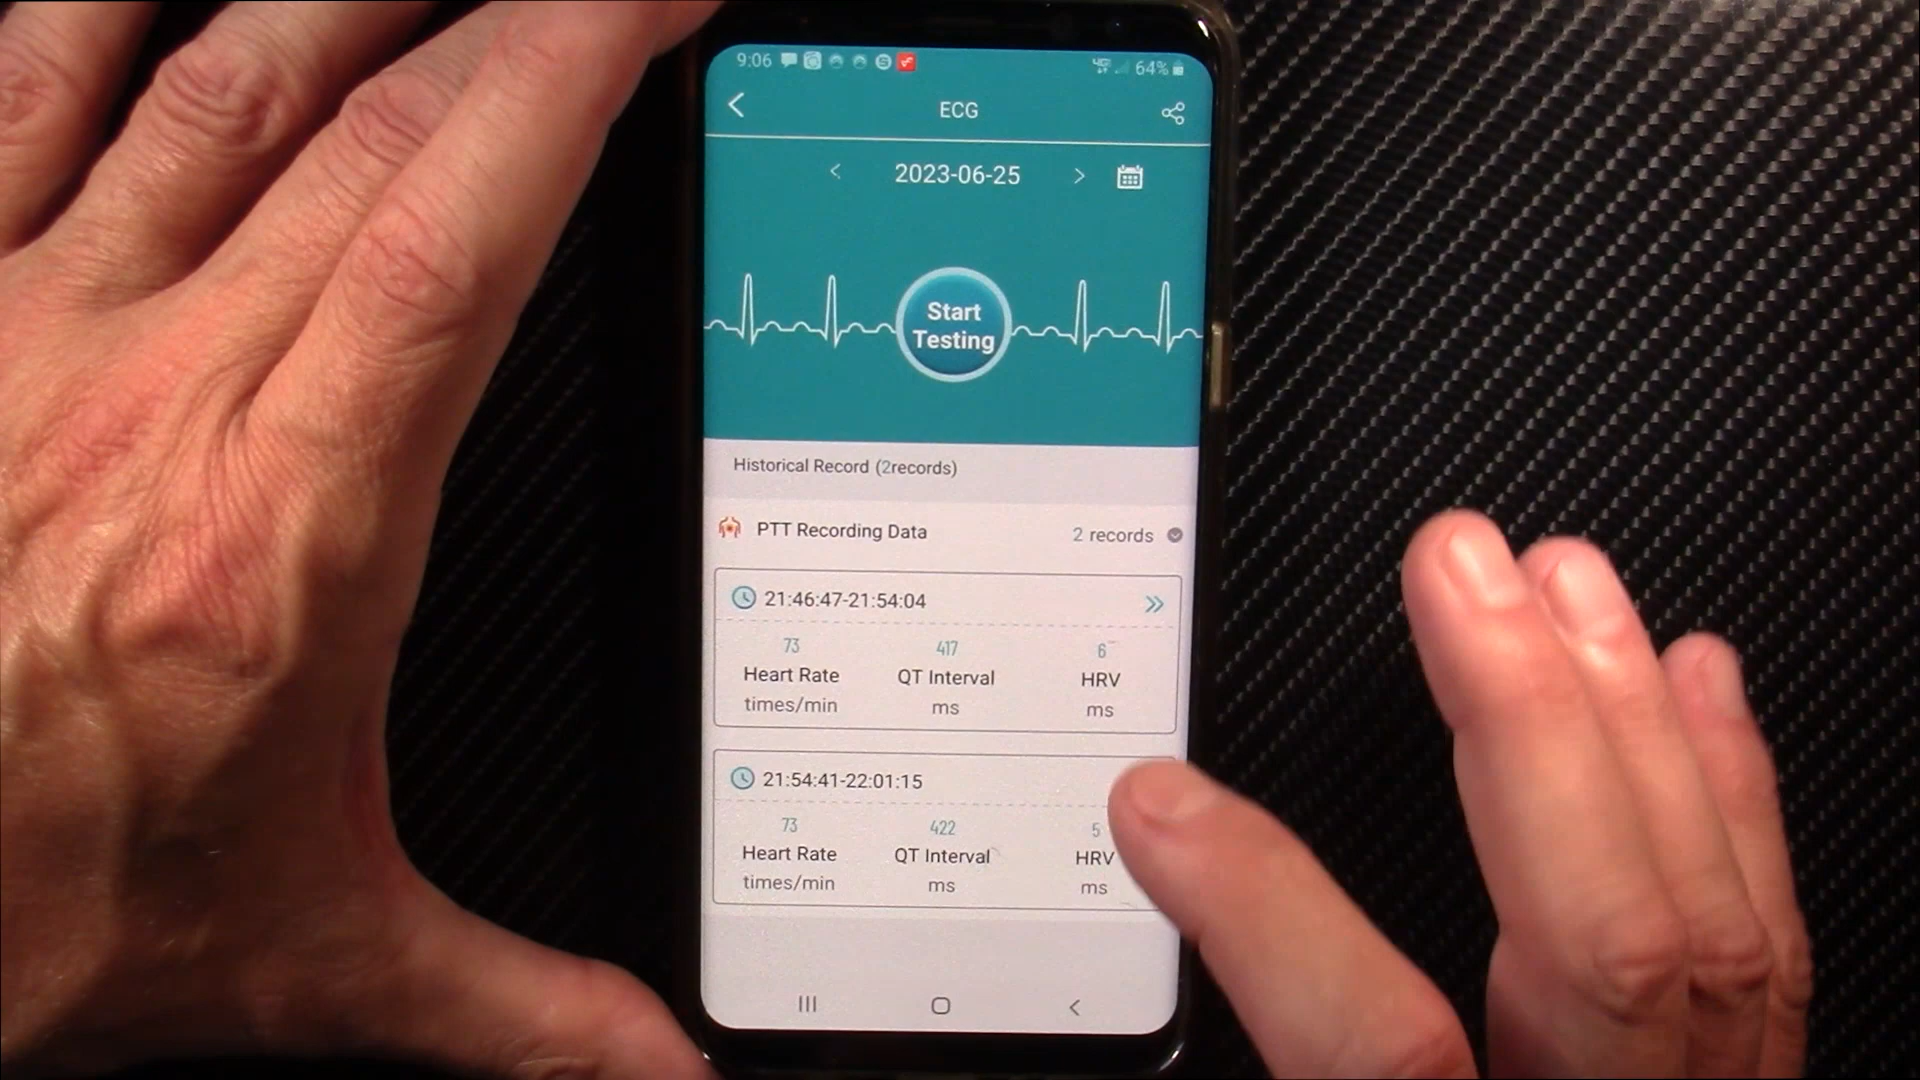 9:06 64%
ECG
2023-06-25
Start
Testing
Historical Record (2records)
PTT Recording Data 2 records
21:46:47-21:54:04
73 417 6
Heart Rate QT Interval HRV
times/min ms ms
21:54:41-22:01:15
73 422 5
Heart Rate QT Interval HRV
times/min ms ms